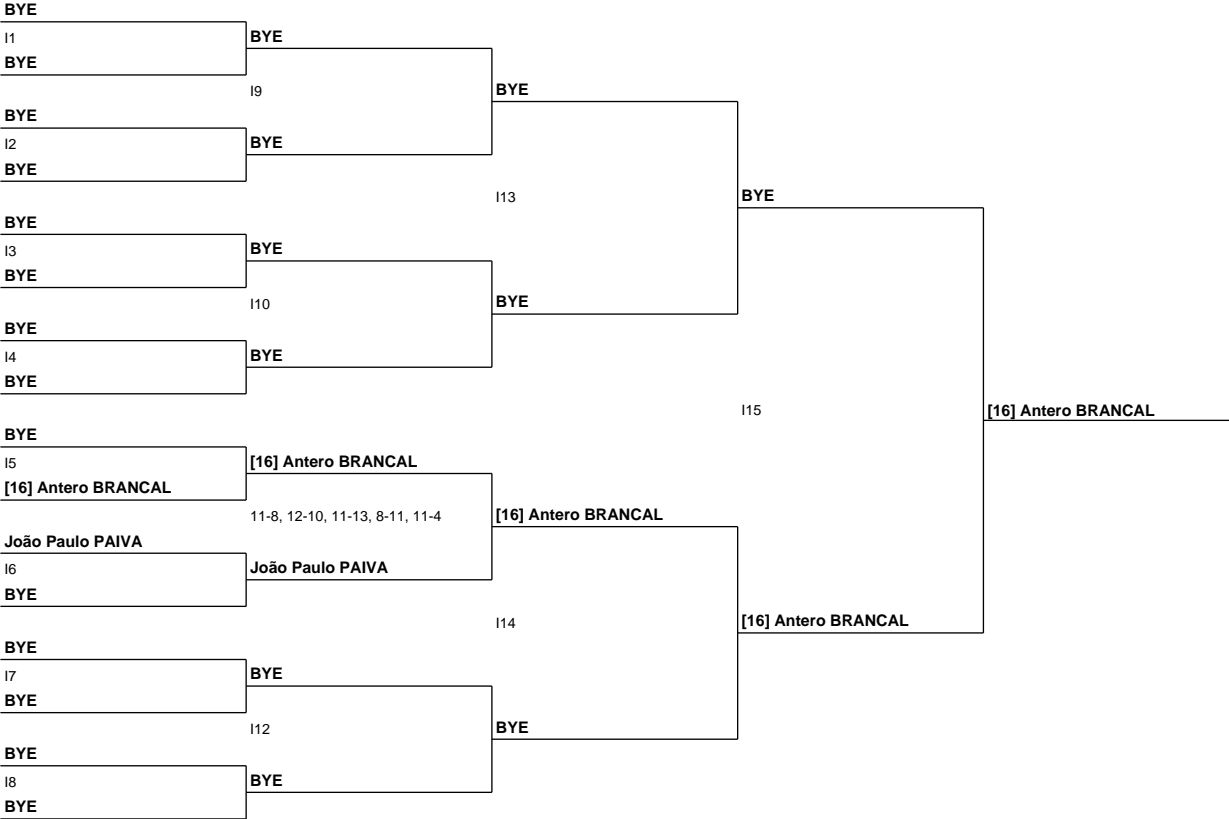 BYE
I1
BYE
BYE
I9
BYE
BYE
I2
BYE
BYE
I13
BYE
BYE
I3
BYE
BYE
I10
BYE
BYE
I4
BYE
BYE
I15
[16] Antero BRANCAL
BYE
I5
[16] Antero BRANCAL
[16] Antero BRANCAL
11-8, 12-10, 11-13, 8-11, 11-4
[16] Antero BRANCAL
João Paulo PAIVA
I6
João Paulo PAIVA
BYE
I14
[16] Antero BRANCAL
BYE
I7
BYE
BYE
I12
BYE
BYE
I8
BYE
BYE